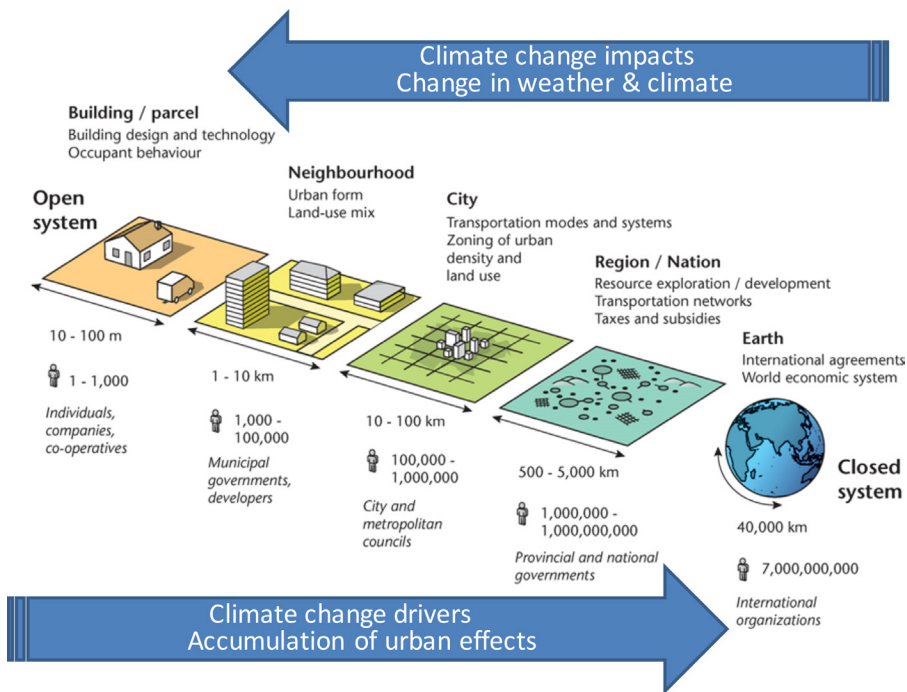 Climate change impacts
Change in weather & climate
Building / parcel
Building design and technology
Occupant behaviour
Neighbourhood
Urban form
Land-use mix
Open
system
City
Transportation modes and systems
Zoning of urban
density and
land use
Region / Nation
Resource exploration / development
Transportation networks
Taxes and subsidies
Earth
International agreements
World economic system
10 - 100 m
1 - 1,000
Individuals,
companies,
co-operatives
1 - 10 km
1,000 -
100,000
Municipal
governments,
developers
10 - 100 km
100,000 -
1,000,000
City and
metropolitan
councils
500 - 5,000 km
1,000,000 -
1,000,000,000
Provincial and national
governments
Closed
system
40,000 km
7,000,000,000
International
organizations
Climate change drivers
Accumulation of urban effects